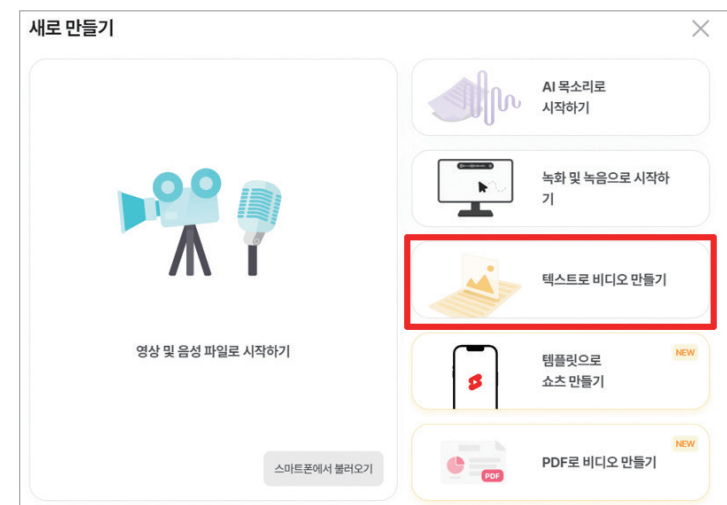 새로 만들기
영상 및 음성 파일로 시작하기
스마트폰에서 불러오기
AI 목소리로
시작하기
녹화 및 녹음으로 시작하
기
텍스트로 비디오 만들기
템플릿으로
쇼츠 만들기
NEW
PDF로 비디오 만들기
NEW
PDF